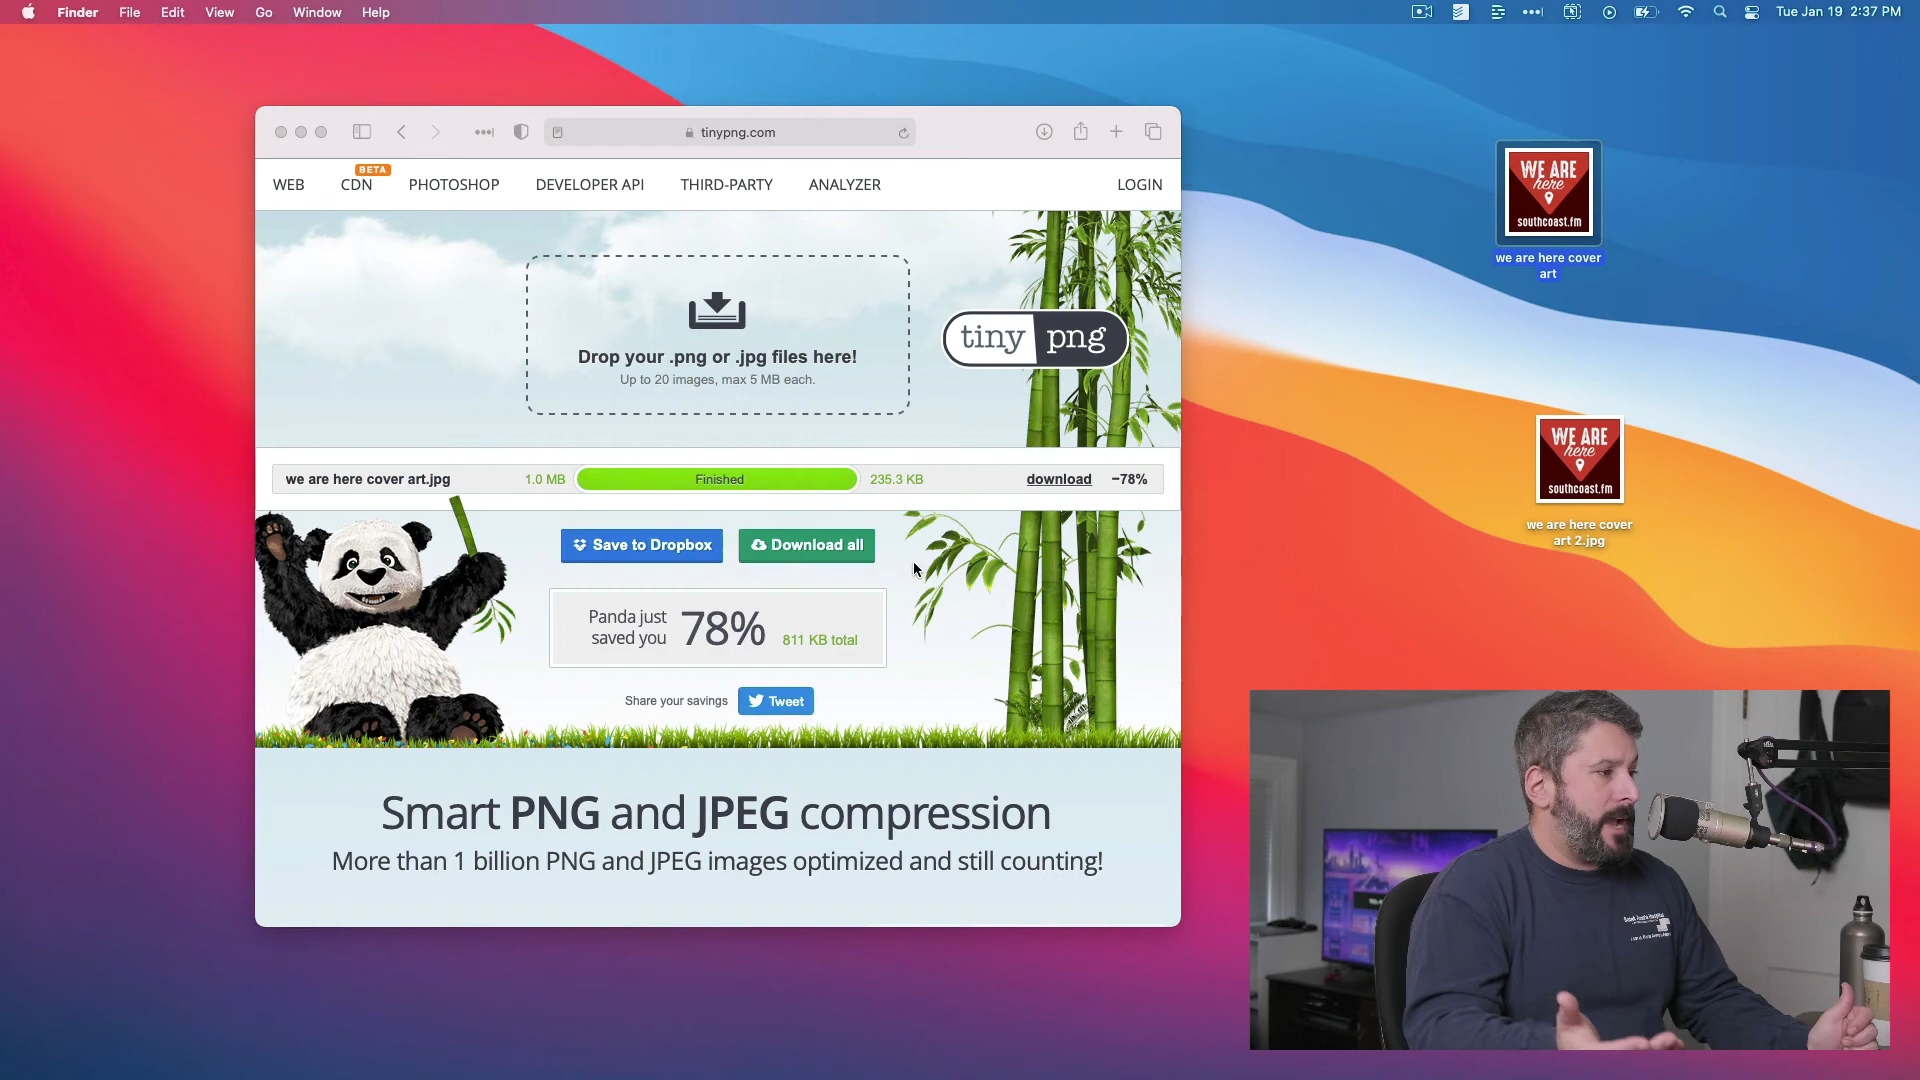 Finder File Edit View Go Window Help
Tue Jan 19 2:37 PM
tinypng.com
BETA
WEB CDN PHOTOSHOP DEVELOPER API THIRD-PARTY ANALYZER LOGIN
Drop your .png or .jpg files here!
Up to 20 images, max 5 MB each.
tiny png
we are here cover art.jpg 1.0 MB Finished 235.3 KB download −78%
Save to Dropbox Download all
Panda just
saved you
78%
811 KB total
Share your savings Tweet
Smart PNG and JPEG compression
More than 1 billion PNG and JPEG images optimized and still counting!
WE ARE
here
southcoast.fm
we are here cover
art
WE ARE
here
southcoast.fm
we are here cover
art 2.jpg